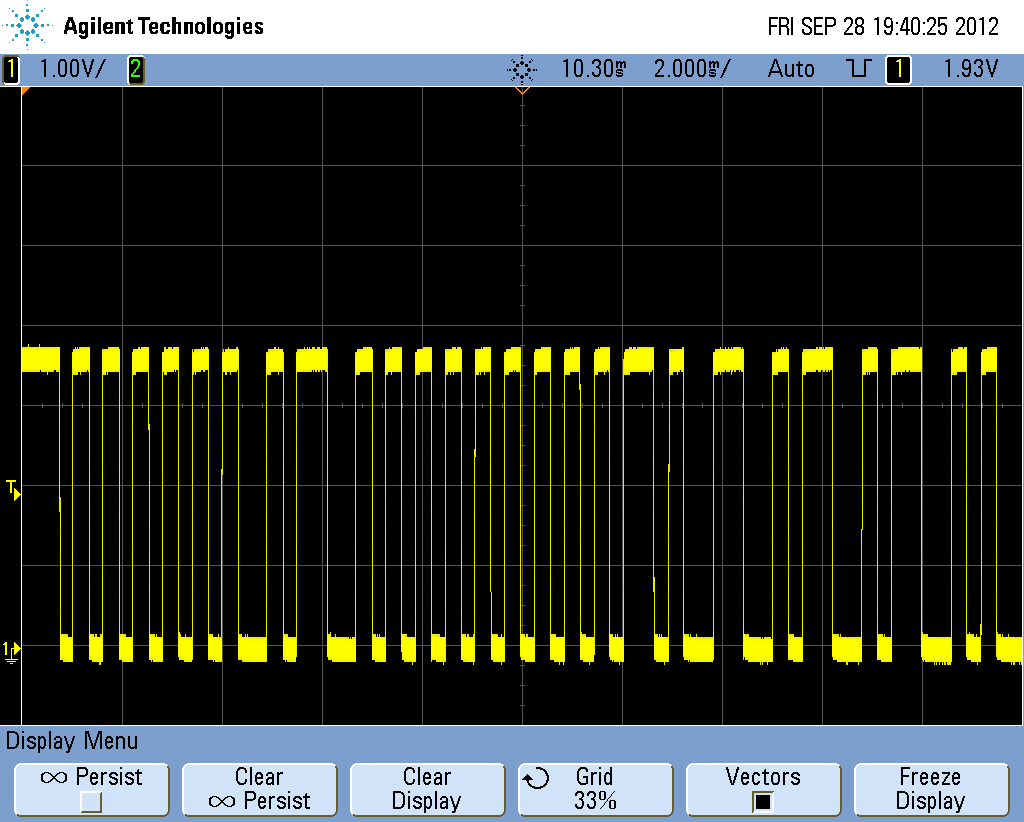 Agilent Technologies FRI SEP 28 19:40:25 2012
1 1.00V/ 2 10.30ms 2.000ms/ Auto 1 1.93V
T
1
Display Menu
∞ Persist
Clear
∞ Persist
Clear
Display
Grid
33%
Vectors
Freeze
Display